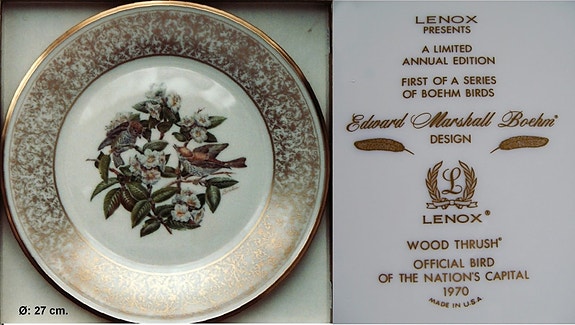 LENOX
PRESENTS
A LIMITED
ANNUAL EDITION
FIRST OF A SERIES
OF BOEHM BIRDS
Edward Marshall Boehm®
DESIGN
L
LENOX®
WOOD THRUSH®
OFFICIAL BIRD
OF THE NATION'S CAPITAL
1970
MADE IN U.S.A
Ø: 27 cm.